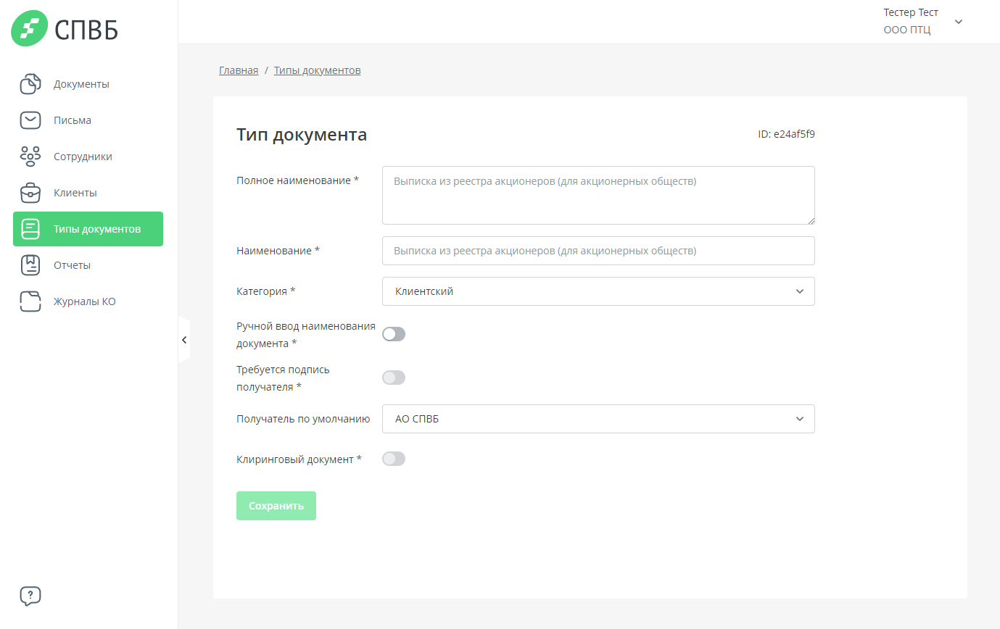 СПВБ
Тестер Тест
ООО ПТЦ
Документы
Письма
Сотрудники
Клиенты
Типы документов
Отчеты
Журналы КО
Главная / Типы документов
Тип документа
ID: e24af5f9
Полное наименование *
Выписка из реестра акционеров (для акционерных обществ)
Наименование *
Выписка из реестра акционеров (для акционерных обществ)
Категория *
Клиентский
Ручной ввод наименования
документа *
Требуется подпись
получателя *
Получатель по умолчанию
АО СПВБ
Клиринговый документ *
Сохранить
?